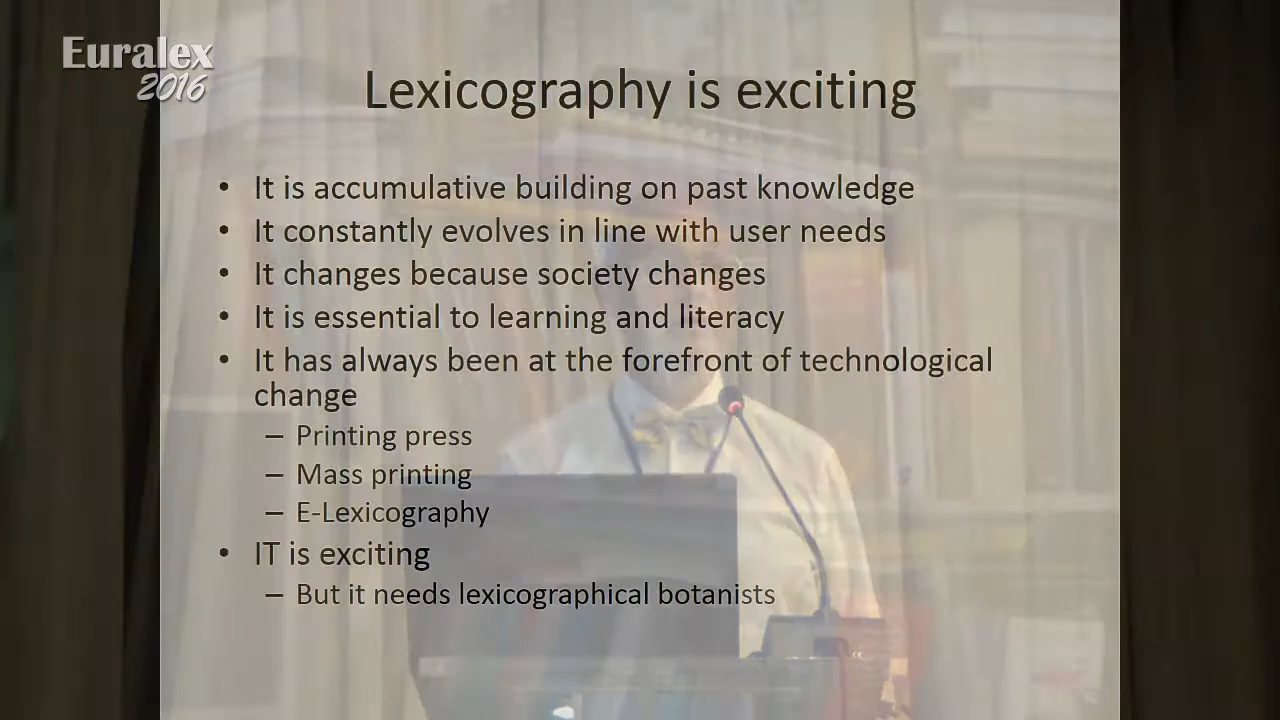 Euralex
2016
Lexicography is exciting
• It is accumulative building on past knowledge
• It constantly evolves in line with user needs
• It changes because society changes
• It is essential to learning and literacy
• It has always been at the forefront of technological
change
– Printing press
– Mass printing
– E-Lexicography
• IT is exciting
– But it needs lexicographical botanists